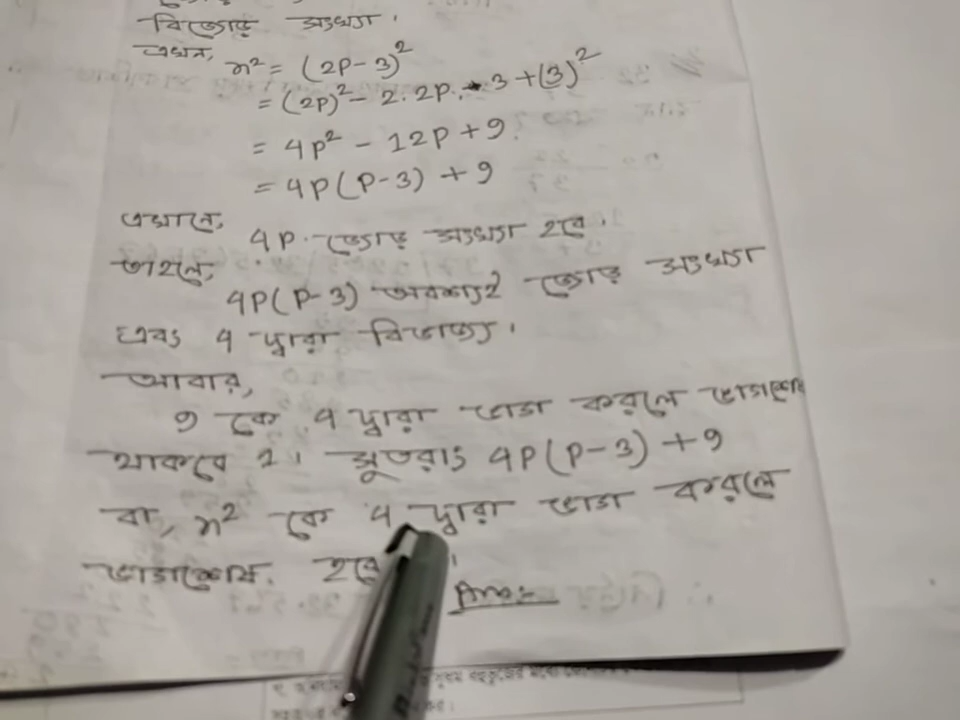 বিজোড় সংখ্যা।
এখন, n² = (2P-3)²
= (2P)² - 2.2P.3 + (3)²
= 4P² - 12P + 9
= 4P(P-3) + 9
এখানে,
4P জোড় সংখ্যা হবে।
তাহলে,
4P(P-3) অবশ্যই জোড় সংখ্যা
এবং 4 দ্বারা বিভাজ্য।
আবার,
9 কে 4 দ্বারা ভাগ করলে ভাগশেষ
থাকবে 1। সুতরাং 4P(P-3) + 9
বা, n² কে 4 দ্বারা ভাগ করলে
ভাগশেষ হবে ।
Ans: